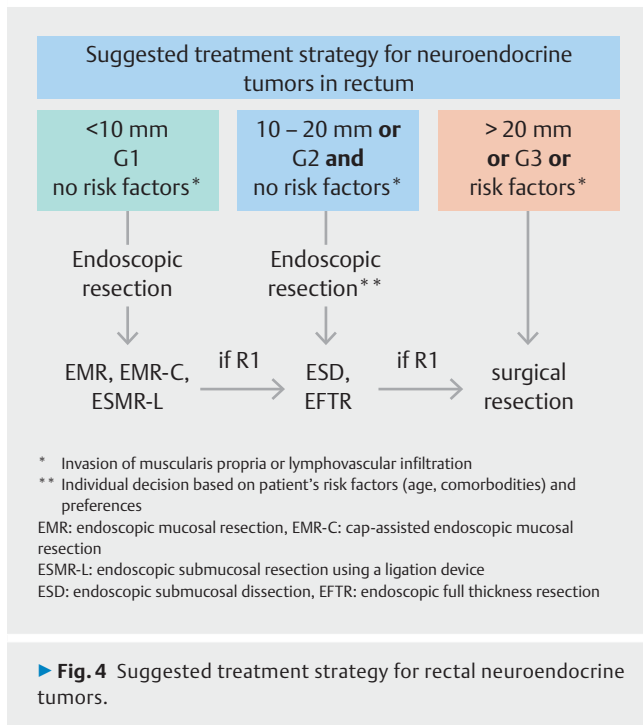 Suggested treatment strategy for neuroendocrine
tumors in rectum
<10 mm
G1
no risk factors*
10 – 20 mm or
G2 and
no risk factors*
> 20 mm
or G3 or
risk factors*
Endoscopic
resection
Endoscopic
resection**
EMR, EMR-C,
ESMR-L
if R1
ESD,
EFTR
if R1
surgical
resection
* Invasion of muscularis propria or lymphovascular infiltration
** Individual decision based on patient's risk factors (age, comorbodities) and
preferences
EMR: endoscopic mucosal resection, EMR-C: cap-assisted endoscopic mucosal
resection
ESMR-L: endoscopic submucosal resection using a ligation device
ESD: endoscopic submucosal dissection, EFTR: endoscopic full thickness resection
▶ Fig. 4 Suggested treatment strategy for rectal neuroendocrine
tumors.